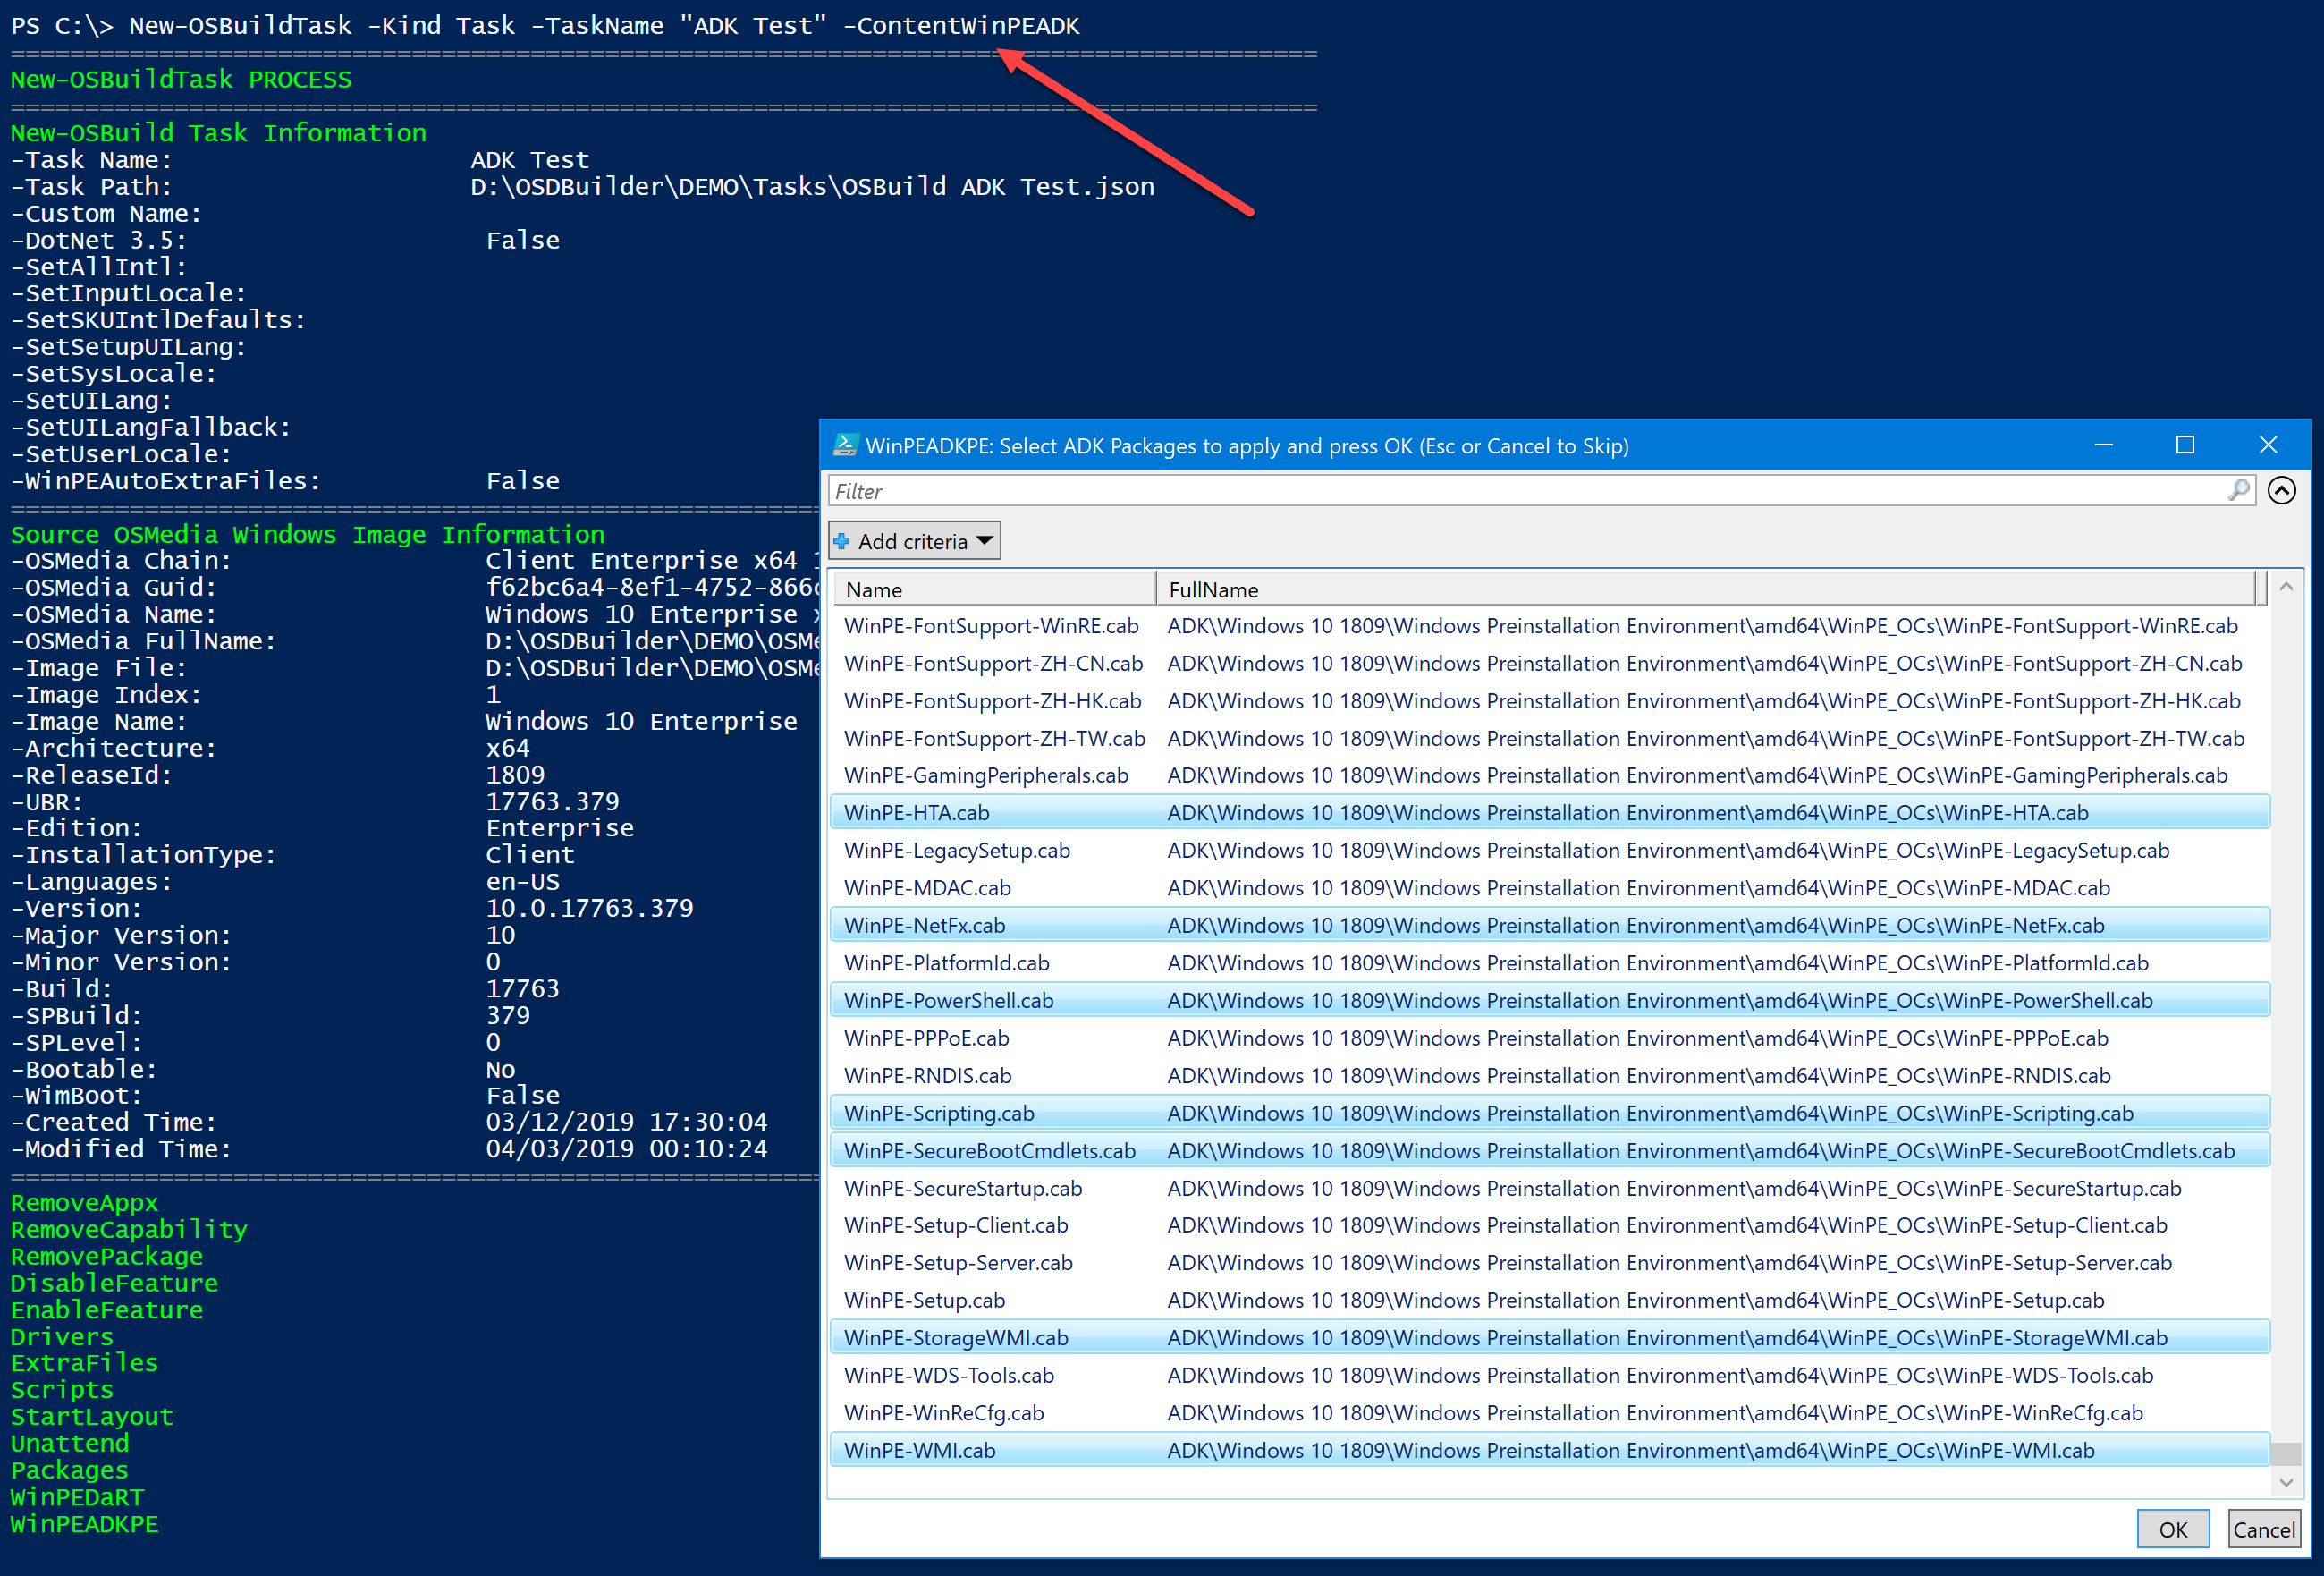 PS C:\> New-OSBuildTask -Kind Task -TaskName "ADK Test" -ContentWinPEADK
========================================================================================
New-OSBuildTask PROCESS
========================================================================================
New-OSBuild Task Information
-Task Name: ADK Test
-Task Path: D:\OSDBuilder\DEMO\Tasks\OSBuild ADK Test.json
-Custom Name:
-DotNet 3.5: False
-SetAllIntl:
-SetInputLocale:
-SetSKUIntlDefaults:
-SetSetupUILang:
-SetSysLocale:
-SetUILang:
-SetUILangFallback:
-SetUserLocale:
-WinPEAutoExtraFiles: False
=======================================================
Source OSMedia Windows Image Information
-OSMedia Chain: Client Enterprise x64
-OSMedia Guid: f62bc6a4-8ef1-4752-866
-OSMedia Name: Windows 10 Enterprise
-OSMedia FullName: D:\OSDBuilder\DEMO\OSMe
-Image File: D:\OSDBuilder\DEMO\OSMe
-Image Index: 1
-Image Name: Windows 10 Enterprise
-Architecture: x64
-ReleaseId: 1809
-UBR: 17763.379
-Edition: Enterprise
-InstallationType: Client
-Languages: en-US
-Version: 10.0.17763.379
-Major Version: 10
-Minor Version: 0
-Build: 17763
-SPBuild: 379
-SPLevel: 0
-Bootable: No
-WimBoot: False
-Created Time: 03/12/2019 17:30:04
-Modified Time: 04/03/2019 00:10:24
=======================================================
RemoveAppx
RemoveCapability
RemovePackage
DisableFeature
EnableFeature
Drivers
ExtraFiles
Scripts
StartLayout
Unattend
Packages
WinPEDaRT
WinPEADKPE
WinPEADKPE: Select ADK Packages to apply and press OK (Esc or Cancel to Skip)
Filter
Add criteria
Name FullName
WinPE-FontSupport-WinRE.cab ADK\Windows 10 1809\Windows Preinstallation Environment\amd64\WinPE_OCs\WinPE-FontSupport-WinRE.cab
WinPE-FontSupport-ZH-CN.cab ADK\Windows 10 1809\Windows Preinstallation Environment\amd64\WinPE_OCs\WinPE-FontSupport-ZH-CN.cab
WinPE-FontSupport-ZH-HK.cab ADK\Windows 10 1809\Windows Preinstallation Environment\amd64\WinPE_OCs\WinPE-FontSupport-ZH-HK.cab
WinPE-FontSupport-ZH-TW.cab ADK\Windows 10 1809\Windows Preinstallation Environment\amd64\WinPE_OCs\WinPE-FontSupport-ZH-TW.cab
WinPE-GamingPeripherals.cab ADK\Windows 10 1809\Windows Preinstallation Environment\amd64\WinPE_OCs\WinPE-GamingPeripherals.cab
WinPE-HTA.cab ADK\Windows 10 1809\Windows Preinstallation Environment\amd64\WinPE_OCs\WinPE-HTA.cab
WinPE-LegacySetup.cab ADK\Windows 10 1809\Windows Preinstallation Environment\amd64\WinPE_OCs\WinPE-LegacySetup.cab
WinPE-MDAC.cab ADK\Windows 10 1809\Windows Preinstallation Environment\amd64\WinPE_OCs\WinPE-MDAC.cab
WinPE-NetFx.cab ADK\Windows 10 1809\Windows Preinstallation Environment\amd64\WinPE_OCs\WinPE-NetFx.cab
WinPE-PlatformId.cab ADK\Windows 10 1809\Windows Preinstallation Environment\amd64\WinPE_OCs\WinPE-PlatformId.cab
WinPE-PowerShell.cab ADK\Windows 10 1809\Windows Preinstallation Environment\amd64\WinPE_OCs\WinPE-PowerShell.cab
WinPE-PPPoE.cab ADK\Windows 10 1809\Windows Preinstallation Environment\amd64\WinPE_OCs\WinPE-PPPoE.cab
WinPE-RNDIS.cab ADK\Windows 10 1809\Windows Preinstallation Environment\amd64\WinPE_OCs\WinPE-RNDIS.cab
WinPE-Scripting.cab ADK\Windows 10 1809\Windows Preinstallation Environment\amd64\WinPE_OCs\WinPE-Scripting.cab
WinPE-SecureBootCmdlets.cab ADK\Windows 10 1809\Windows Preinstallation Environment\amd64\WinPE_OCs\WinPE-SecureBootCmdlets.cab
WinPE-SecureStartup.cab ADK\Windows 10 1809\Windows Preinstallation Environment\amd64\WinPE_OCs\WinPE-SecureStartup.cab
WinPE-Setup-Client.cab ADK\Windows 10 1809\Windows Preinstallation Environment\amd64\WinPE_OCs\WinPE-Setup-Client.cab
WinPE-Setup-Server.cab ADK\Windows 10 1809\Windows Preinstallation Environment\amd64\WinPE_OCs\WinPE-Setup-Server.cab
WinPE-Setup.cab ADK\Windows 10 1809\Windows Preinstallation Environment\amd64\WinPE_OCs\WinPE-Setup.cab
WinPE-StorageWMI.cab ADK\Windows 10 1809\Windows Preinstallation Environment\amd64\WinPE_OCs\WinPE-StorageWMI.cab
WinPE-WDS-Tools.cab ADK\Windows 10 1809\Windows Preinstallation Environment\amd64\WinPE_OCs\WinPE-WDS-Tools.cab
WinPE-WinReCfg.cab ADK\Windows 10 1809\Windows Preinstallation Environment\amd64\WinPE_OCs\WinPE-WinReCfg.cab
WinPE-WMI.cab ADK\Windows 10 1809\Windows Preinstallation Environment\amd64\WinPE_OCs\WinPE-WMI.cab
OK Cancel